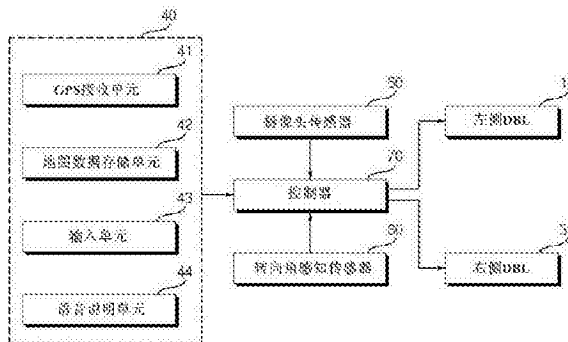 40
41
GPS接收单元
42
地图数据存储单元
43
输入单元
44
语音说明单元
50
摄像头传感器
70
控制器
60
转向角感知传感器
左侧DBL
右侧DBL